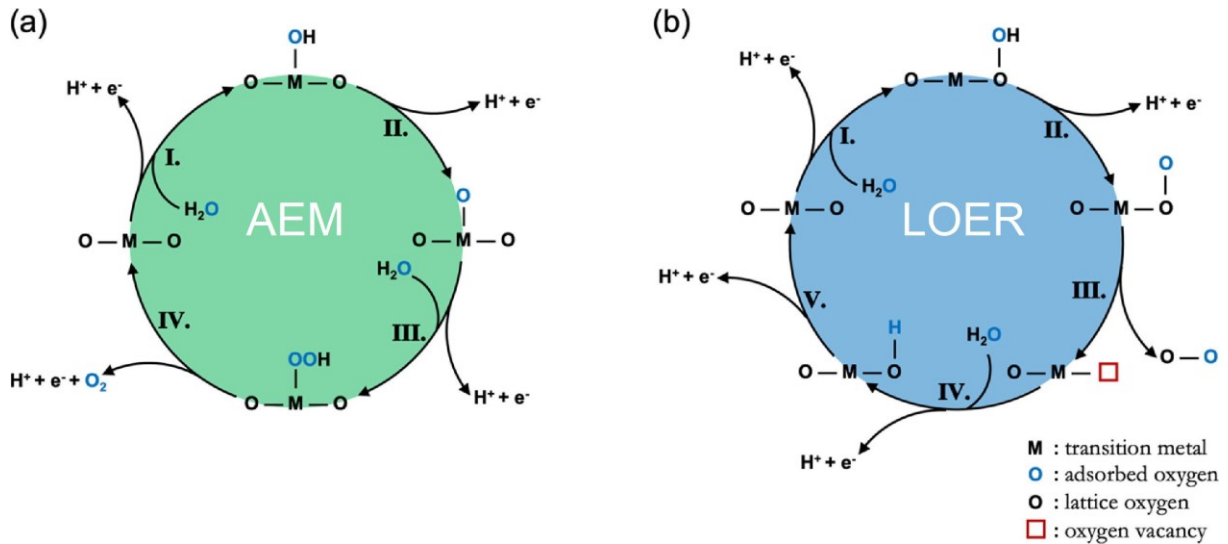 (a)
OH
O — M — O
H⁺ + e⁻
H⁺ + e⁻
I.
II.
H₂O
O
AEM
O — M — O
O — M — O
H₂O
III.
IV.
OOH
H⁺ + e⁻ + O₂
O — M — O
H⁺ + e⁻
(b)
OH
O — M — O
H⁺ + e⁻
H⁺ + e⁻
I.
II.
H₂O
O
O — M — O
LOER
O — M — O
H⁺ + e⁻
V.
III.
H
H₂O
O — M — O
O — M —
O — O
IV.
H⁺ + e⁻
M : transition metal
O : adsorbed oxygen
O : lattice oxygen
: oxygen vacancy